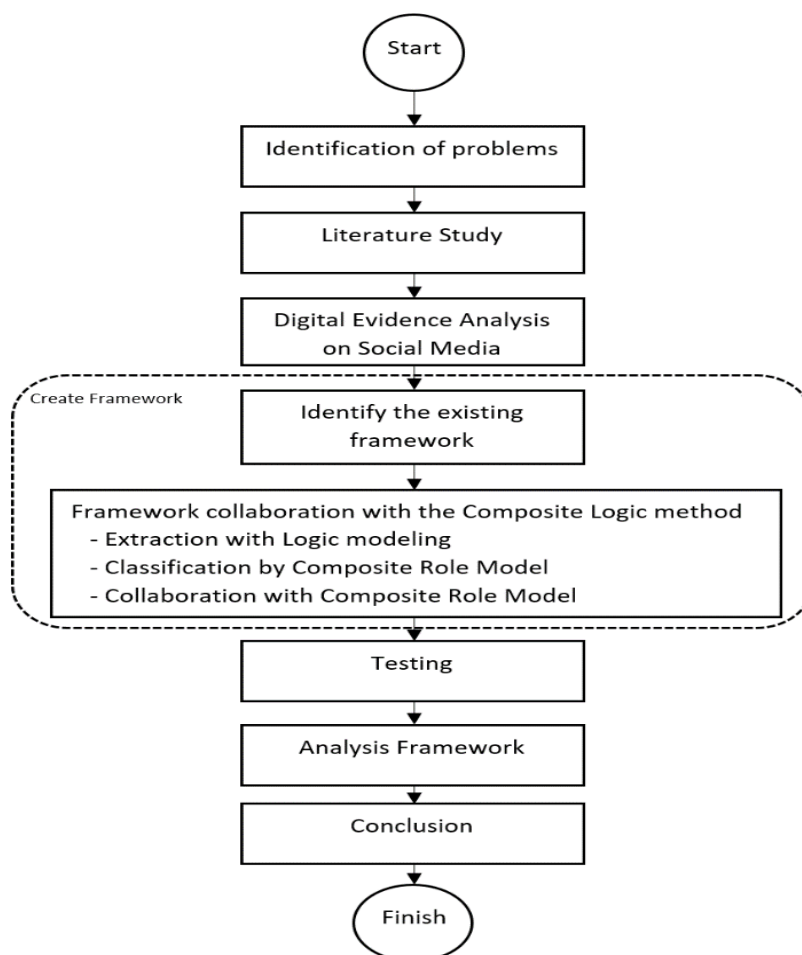 Start
Identification of problems
Literature Study
Digital Evidence Analysis
on Social Media
Create Framework
Identify the existing
framework
Framework collaboration with the Composite Logic method
- Extraction with Logic modeling
- Classification by Composite Role Model
- Collaboration with Composite Role Model
Testing
Analysis Framework
Conclusion
Finish